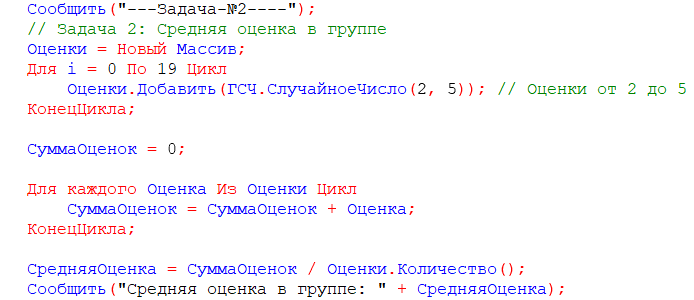 Сообщить("---Задача-№2----");
// Задача 2: Средняя оценка в группе
Оценки = Новый Массив;
Для i = 0 По 19 Цикл
    Оценки.Добавить(ГСЧ.СлучайноеЧисло(2, 5)); // Оценки от 2 до 5
КонецЦикла;

СуммаОценок = 0;

Для каждого Оценка Из Оценки Цикл
    СуммаОценок = СуммаОценок + Оценка;
КонецЦикла;

СредняяОценка = СуммаОценок / Оценки.Количество();
Сообщить("Средняя оценка в группе: " + СредняяОценка);